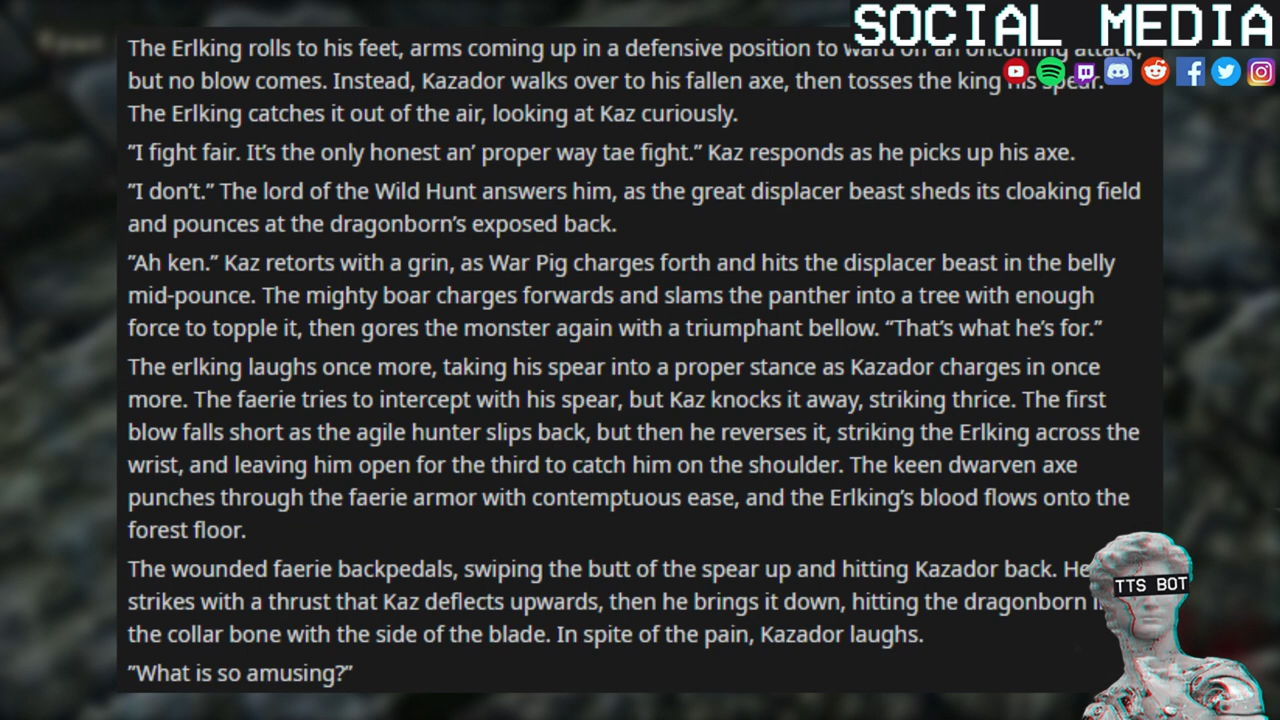 SOCIAL MEDIA
The Erlking rolls to his feet, arms coming up in a defensive position to ward off an oncoming attack,
but no blow comes. Instead, Kazador walks over to his fallen axe, then tosses the king his spear.
The Erlking catches it out of the air, looking at Kaz curiously.
”I fight fair. It’s the only honest an’ proper way tae fight.” Kaz responds as he picks up his axe.
”I don’t.” The lord of the Wild Hunt answers him, as the great displacer beast sheds its cloaking field
and pounces at the dragonborn’s exposed back.
”Ah ken.” Kaz retorts with a grin, as War Pig charges forth and hits the displacer beast in the belly
mid-pounce. The mighty boar charges forwards and slams the panther into a tree with enough
force to topple it, then gores the monster again with a triumphant bellow. “That’s what he’s for.”
The erlking laughs once more, taking his spear into a proper stance as Kazador charges in once
more. The faerie tries to intercept with his spear, but Kaz knocks it away, striking thrice. The first
blow falls short as the agile hunter slips back, but then he reverses it, striking the Erlking across the
wrist, and leaving him open for the third to catch him on the shoulder. The keen dwarven axe
punches through the faerie armor with contemptuous ease, and the Erlking’s blood flows onto the
forest floor.
The wounded faerie backpedals, swiping the butt of the spear up and hitting Kazador back. He
strikes with a thrust that Kaz deflects upwards, then he brings it down, hitting the dragonborn
the collar bone with the side of the blade. In spite of the pain, Kazador laughs.
”What is so amusing?”
TTS BOT